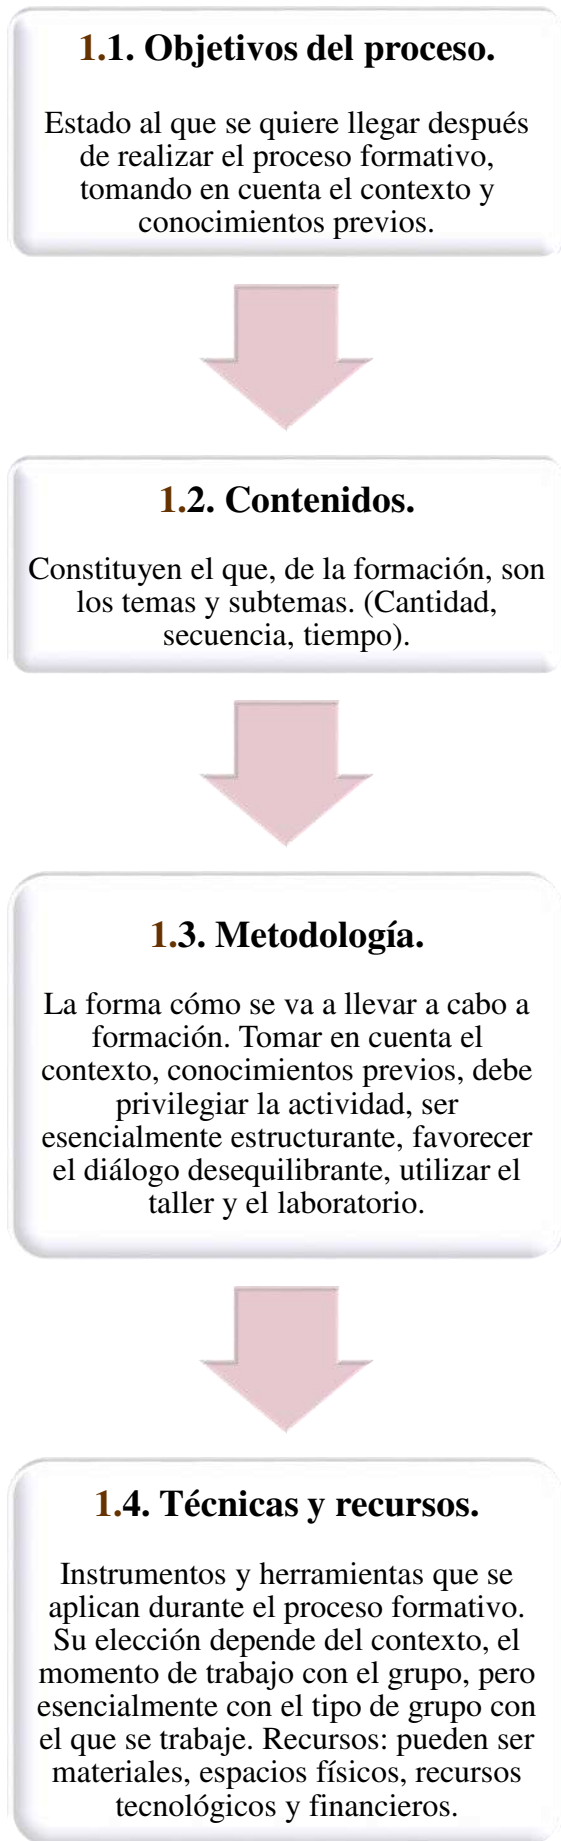 1.1. Objetivos del proceso.
Estado al que se quiere llegar después
de realizar el proceso formativo,
tomando en cuenta el contexto y
conocimientos previos.
1.2. Contenidos.
Constituyen el que, de la formación, son
los temas y subtemas. (Cantidad,
secuencia, tiempo).
1.3. Metodología.
La forma cómo se va a llevar a cabo a
formación. Tomar en cuenta el
contexto, conocimientos previos, debe
privilegiar la actividad, ser
esencialmente estructurante, favorecer
el diálogo desequilibrante, utilizar el
taller y el laboratorio.
1.4. Técnicas y recursos.
Instrumentos y herramientas que se
aplican durante el proceso formativo.
Su elección depende del contexto, el
momento de trabajo con el grupo, pero
esencialmente con el tipo de grupo con
el que se trabaje. Recursos: pueden ser
materiales, espacios físicos, recursos
tecnológicos y financieros.